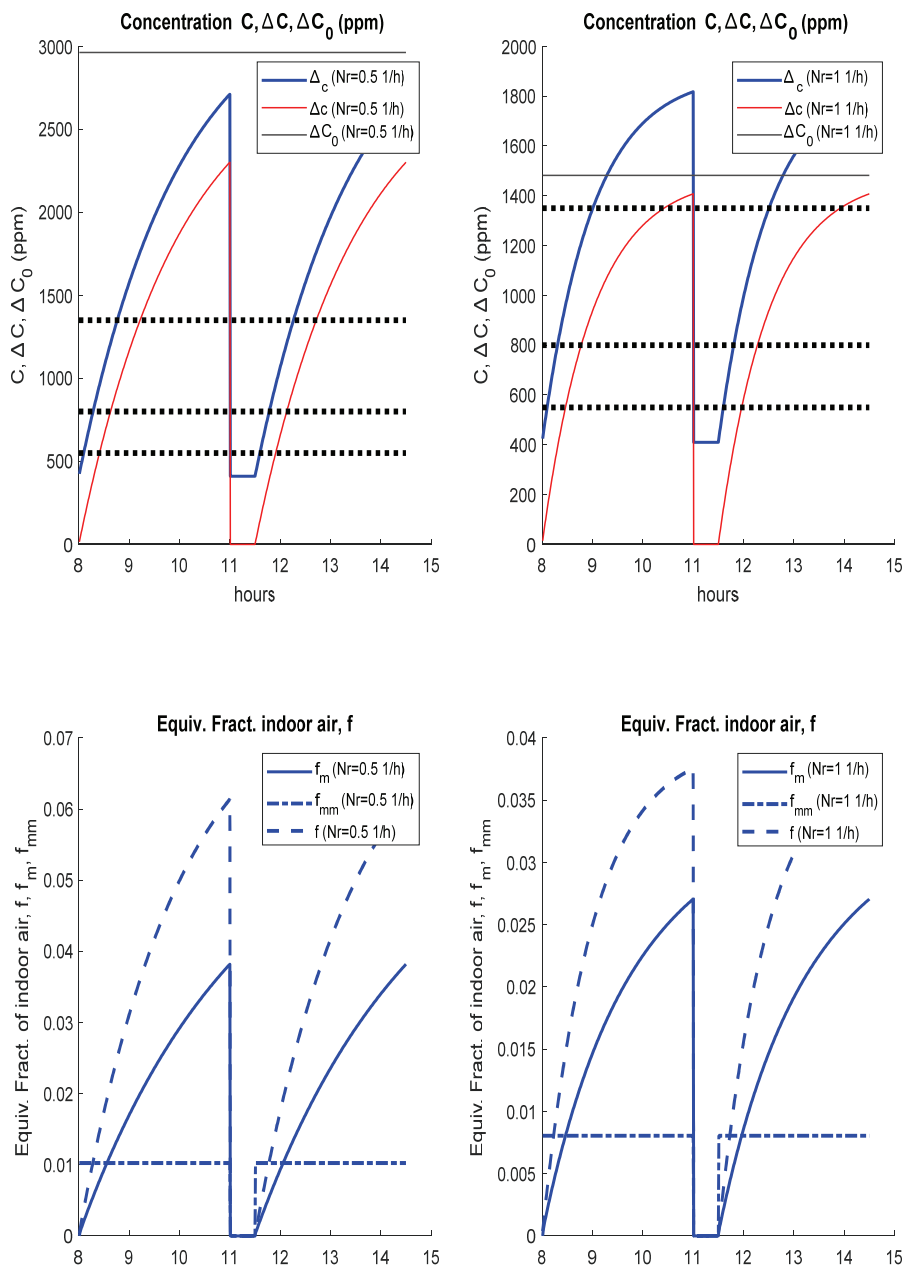 Concentration C, Δ C, Δ C0 (ppm)
3000
2500
2000
1500
1000
500
0
C, Δ C, Δ C0 (ppm)
8 9 10 11 12 13 14 15
hours
Δc (Nr=0.5 1/h)
Δc (Nr=0.5 1/h)
ΔC0 (Nr=0.5 1/h)
Concentration C, Δ C, Δ C0 (ppm)
2000
1800
1600
1400
1200
1000
800
600
400
200
0
C, Δ C, Δ C0 (ppm)
8 9 10 11 12 13 14 15
hours
Δc (Nr=1 1/h)
Δc (Nr=1 1/h)
ΔC0 (Nr=1 1/h)
Equiv. Fract. indoor air, f
0.07
0.06
0.05
0.04
0.03
0.02
0.01
0
Equiv. Fract. of indoor air, f, fm, fmm
8 9 10 11 12 13 14 15
fm (Nr=0.5 1/h)
fmm (Nr=0.5 1/h)
f (Nr=0.5 1/h)
Equiv. Fract. indoor air, f
0.04
0.035
0.03
0.025
0.02
0.015
0.01
0.005
0
Equiv. Fract. of indoor air, f, fm, fmm
8 9 10 11 12 13 14 15
fm (Nr=1 1/h)
fmm (Nr=1 1/h)
f (Nr=1 1/h)